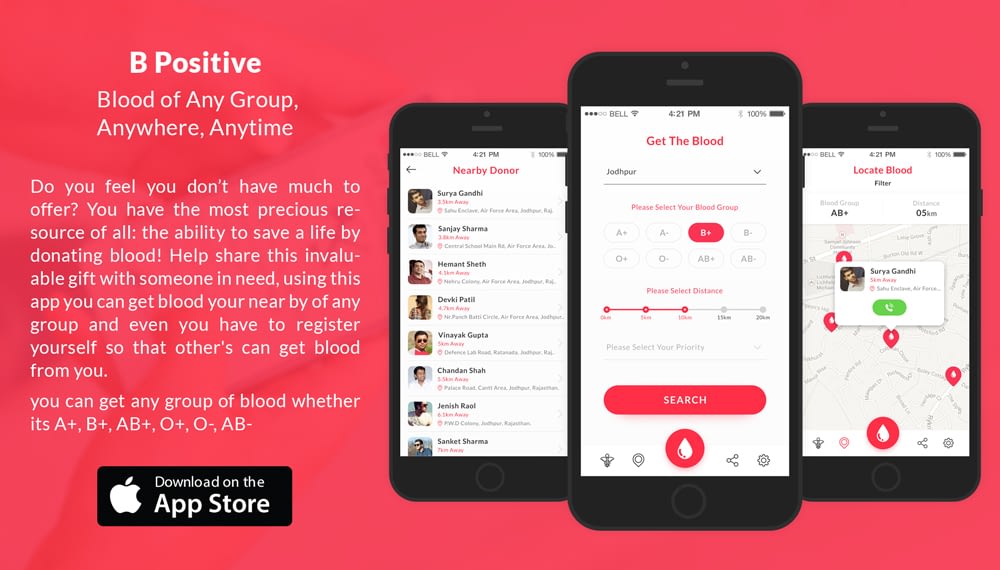 B Positive
Blood of Any Group,
Anywhere, Anytime
Do you feel you don't have much to
offer? You have the most precious re-
source of all: the ability to save a life by
donating blood! Help share this invalu-
able gift with someone in need, using this
app you can get blood your near by of any
group and even you have to register
yourself so that other's can get blood
from you.
you can get any group of blood whether
its A+, B+, AB+, O+, O-, AB-
Download on the
App Store
BELL 4:21 PM 100%
Nearby Donor
Surya Gandhi
3.5km Away
Sahu Enclave, Air Force Area, Jodhpur, Raj.
Sanjay Sharma
3.8km Away
Central School Main Rd, Air Force Area, Jo..
Hemant Sheth
4.5km Away
Nehru Colony, Air Force Area, Jodhpur, Raj.
Devki Patil
4.7km Away
Nr.Panch Batti Circle, Air Force Area, Jodhpur,
Vinayak Gupta
5km Away
Defence Lab Road, Ratanada, Jodhpur, Raj..
Chandan Shah
5.5km Away
Palace Road, Cantt Area, Jodhpur, Rajasthan.
Jenish Raol
6.1km Away
P.W.D Colony, Jodhpur, Rajasthan.
Sanket Sharma
7km Away
BELL 4:21 PM 100%
Get The Blood
Jodhpur
Please Select Your Blood Group
A+ A- B+ B-
O+ O- AB+ AB-
Please Select Distance
0km 5km 10km 15km 20km
Please Select Your Priority
SEARCH
BELL 4:21 PM 100%
Locate Blood
Filter
Blood Group Distance
AB+ 05km
Surya Gandhi
5km Away
Sahu Enclave, Air Force...